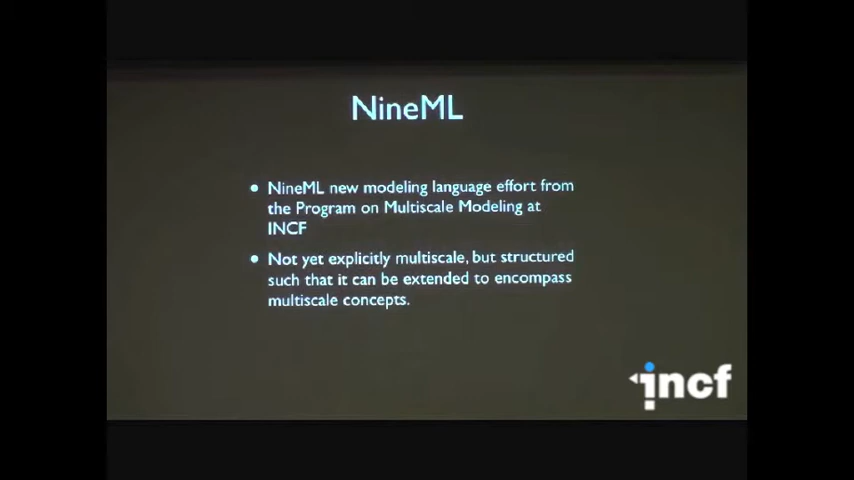 NineML
• NineML new modeling language effort from
the Program on Multiscale Modeling at
INCF
• Not yet explicitly multiscale, but structured
such that it can be extended to encompass
multiscale concepts.
incf